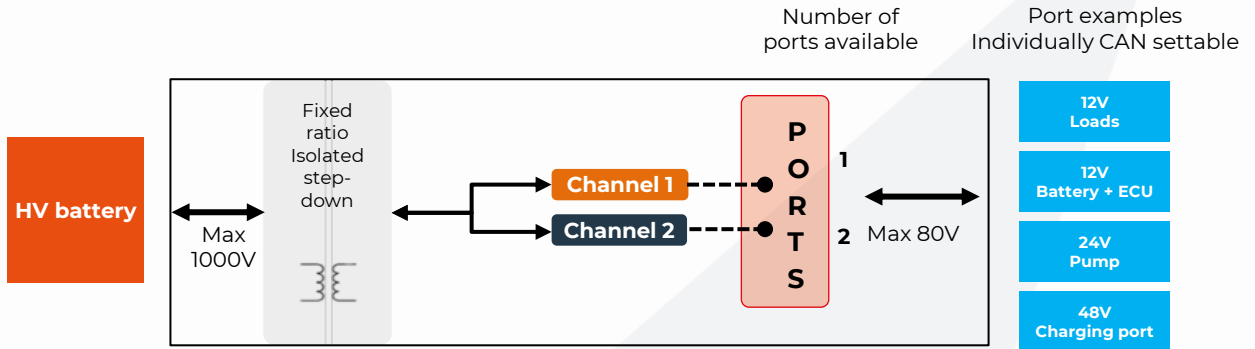 Number of
ports available
Port examples
Individually CAN settable
HV battery
Max
1000V
Fixed
ratio
Isolated
step-
down
Channel 1
Channel 2
P
O
R
T
S
1
2
Max 80V
12V
Loads
12V
Battery + ECU
24V
Pump
48V
Charging port